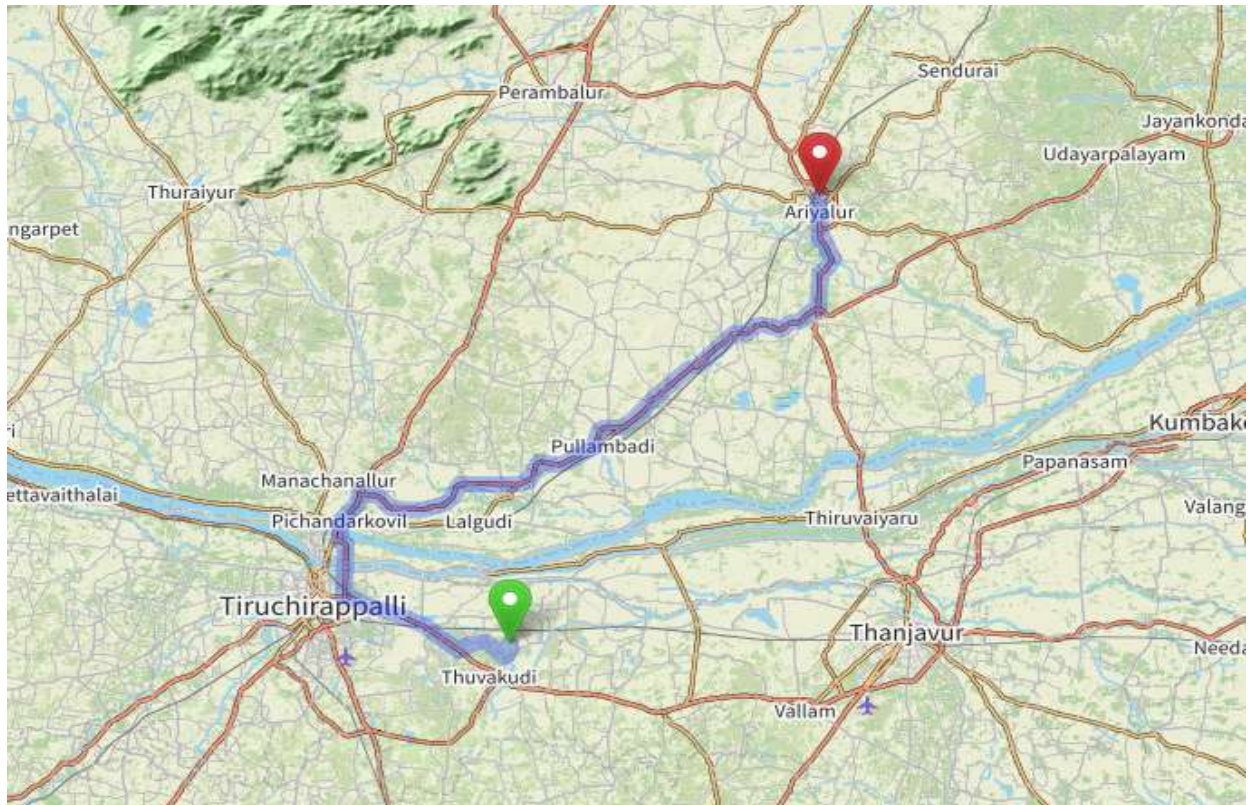 Sendurai
Perambalur
Jayankonda
Udayarpalayam
Thuraiyur
Ariyalur
ngarpet
Kumbako
ri
Pullambadi
Papanasam
Manachanallur
ettavaithalai
Valang
Pichandarkovil
Lalgudi
Thiruvaiyaru
Tiruchirappalli
Thanjavur
Needa
Thuvakudi
Vallam